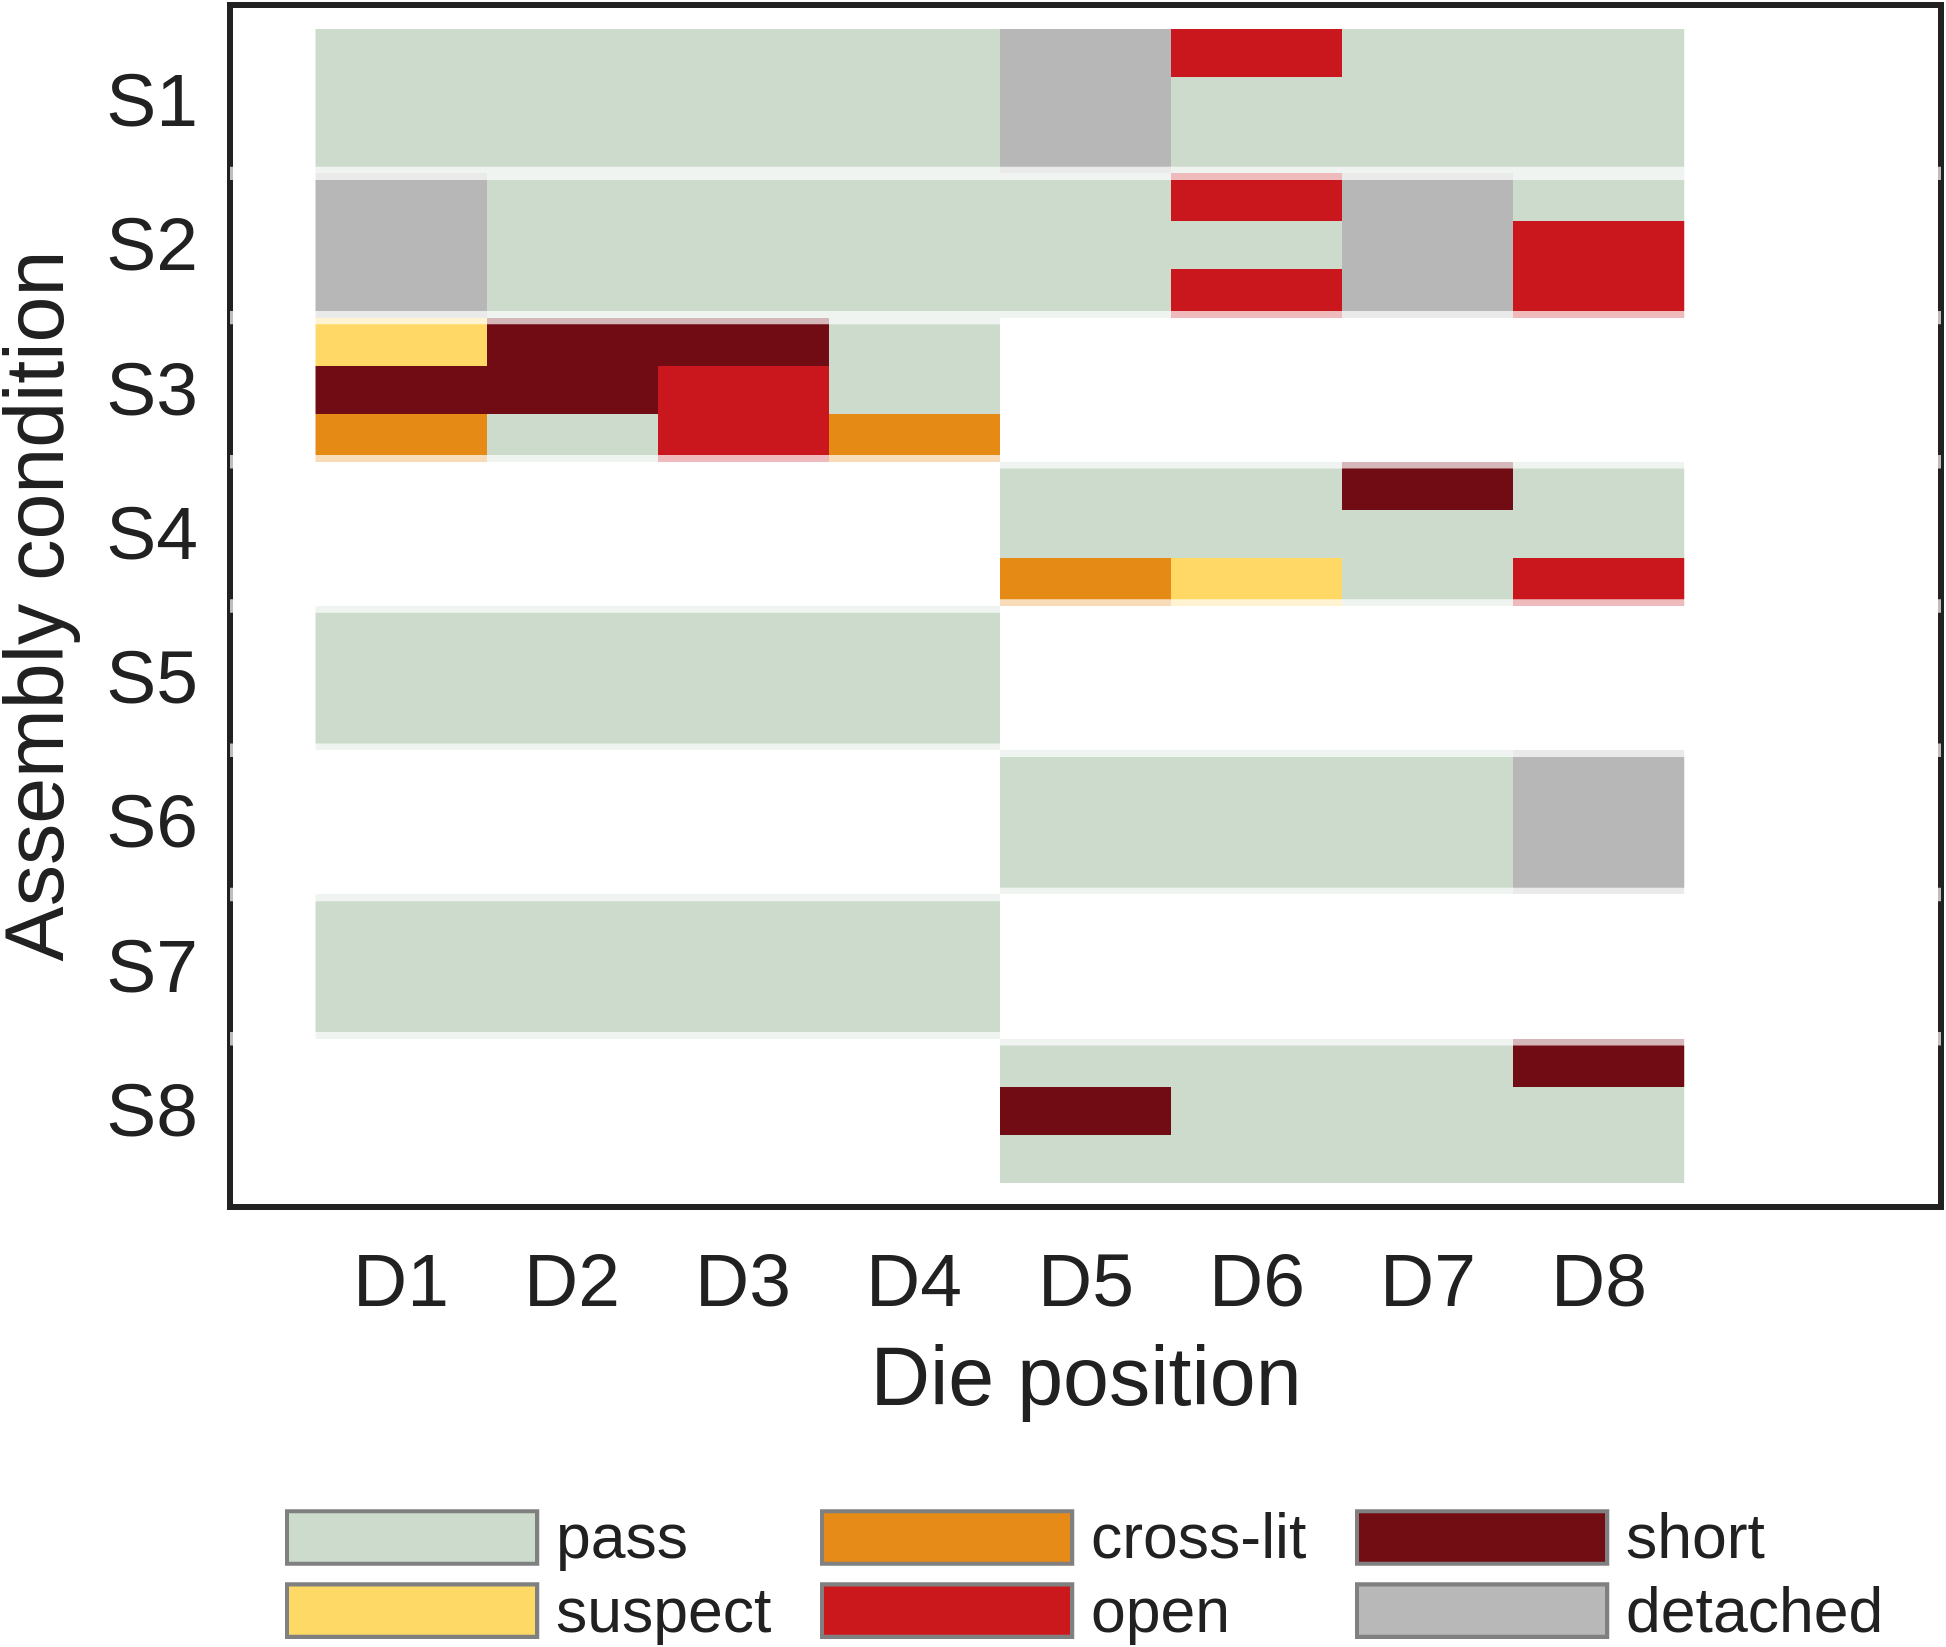 Assembly condition
S1
S2
S3
S4
S5
S6
S7
S8
D1 D2 D3 D4 D5 D6 D7 D8
Die position
pass cross-lit short
suspect open detached